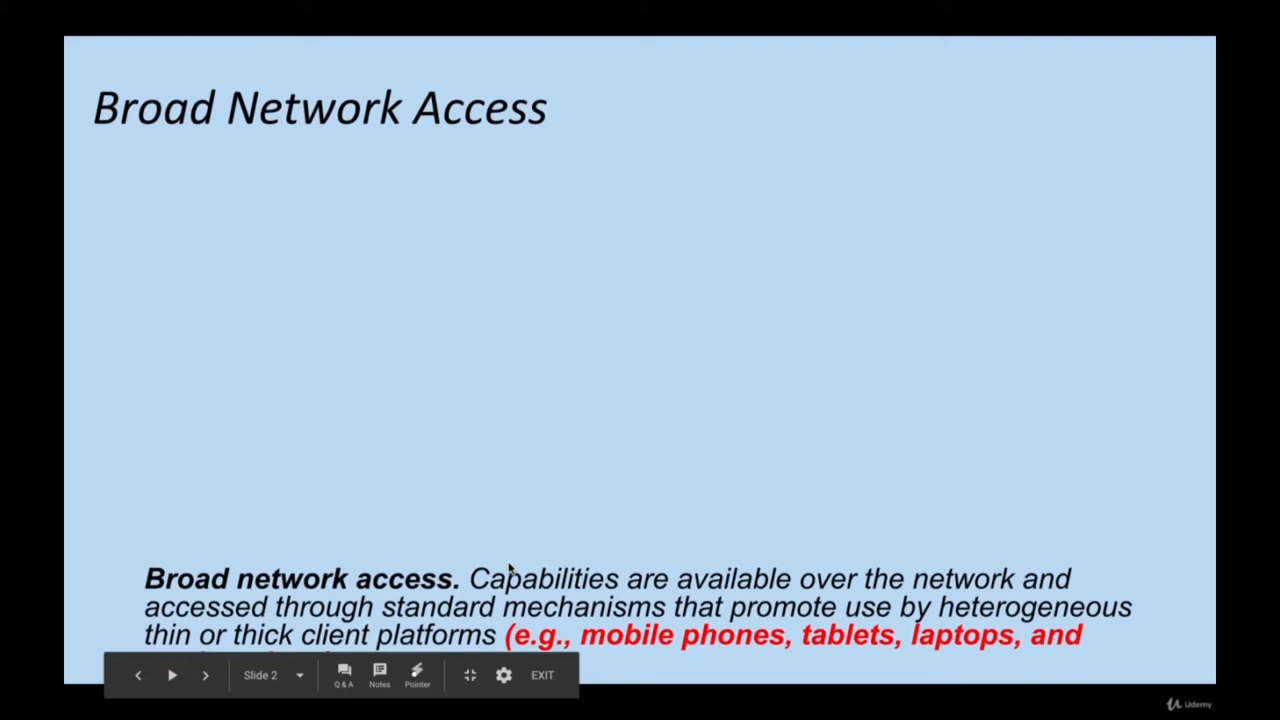 Broad Network Access
Broad network access. Capabilities are available over the network and
accessed through standard mechanisms that promote use by heterogeneous
thin or thick client platforms (e.g., mobile phones, tablets, laptops, and
Slide 2
Q & A
Notes
Pointer
EXIT
Udemy